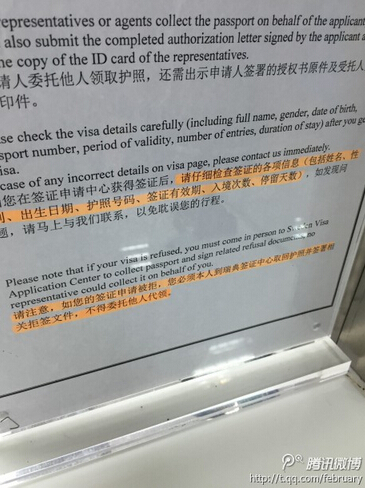 epresentatives or agents collect the passport on behalf of the applicant
also submit the completed authorization letter signed by the applicant a
the copy of the ID card of the representatives.
请人委托他人领取护照，还需出示申请人签署的授权书原件及受托人
印件。
se check the visa details carefully (including full name, gender, date of birth,
sport number, period of validity, number of entries, duration of stay) after you ge
isa.
case of any incorrect details on visa page, please contact us immediately.
您在签证申请中心获得签证后，请仔细检查签证的各项信息（包括姓名、性
、出生日期、护照号码、签证有效期、入境次数、停留天数），如发现问
题，请马上与我们联系，以免耽误您的行程。
Please note that if your visa is refused, you must come in person to Visa
Application Center to collect passport and sign related refusal no
representative could collect it on behalf of you.
请注意，如您的签证申请被拒，您必须本人到瑞典签证中心取回护照并签署相
关拒签文件，不得委托他人代领。
腾讯微博
http://t.qq.com/february